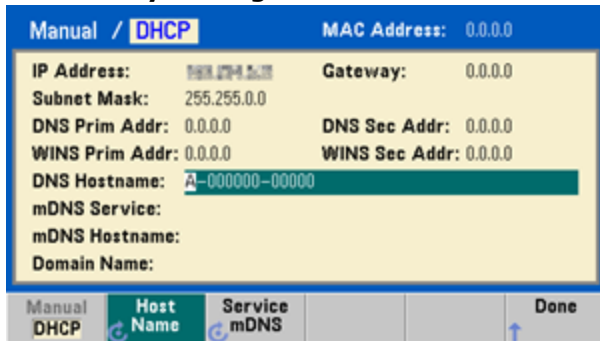 Manual / DHCP MAC Address: 0.0.0.0
IP Address: Gateway: 0.0.0.0
Subnet Mask: 255.255.0.0
DNS Prim Addr: 0.0.0.0 DNS Sec Addr: 0.0.0.0
WINS Prim Addr: 0.0.0.0 WINS Sec Addr: 0.0.0.0
DNS Hostname: A-000000-00000
mDNS Service:
mDNS Hostname:
Domain Name:
Manual Host Service Done
DHCP Name mDNS